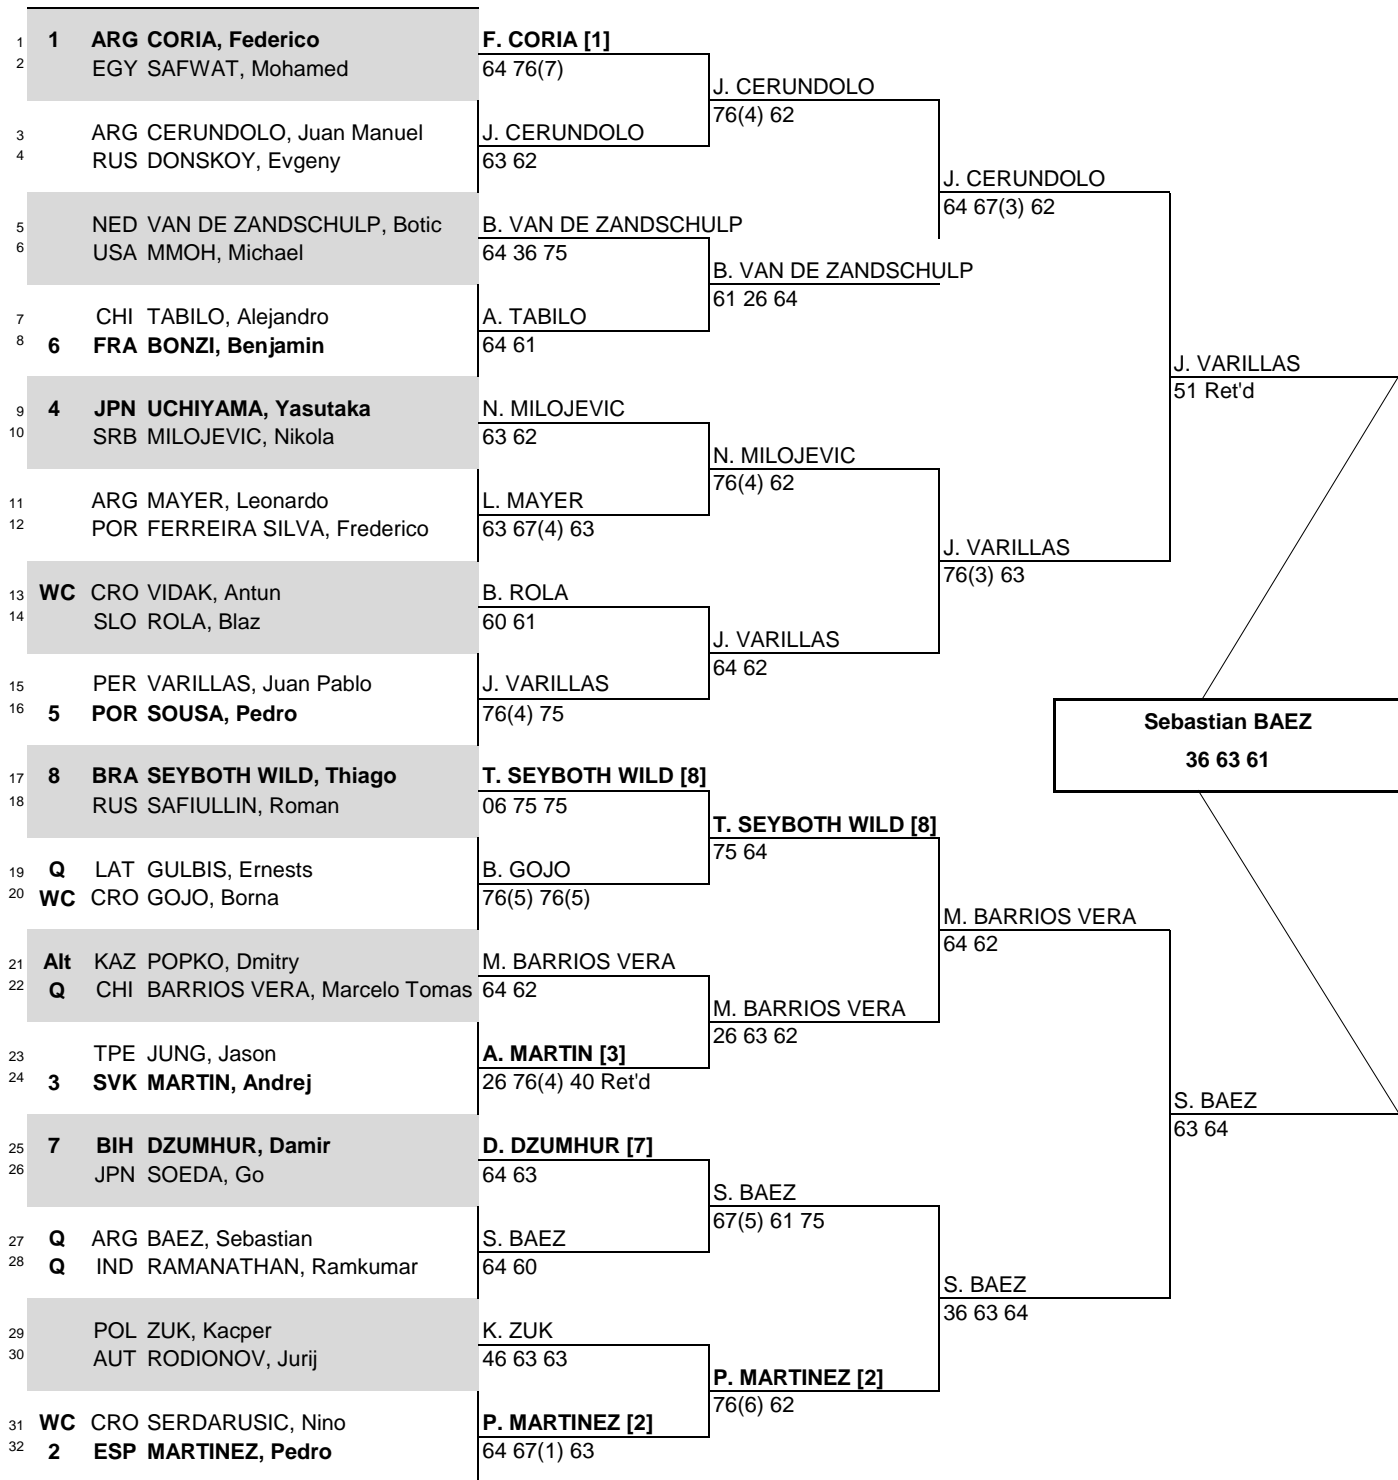 1 1 ARG CORIA, Federico
2 EGY SAFWAT, Mohamed
3 ARG CERUNDOLO, Juan Manuel
4 RUS DONSKOY, Evgeny
5 NED VAN DE ZANDSCHULP, Botic
6 USA MMOH, Michael
7 CHI TABILO, Alejandro
8 6 FRA BONZI, Benjamin
9 4 JPN UCHIYAMA, Yasutaka
10 SRB MILOJEVIC, Nikola
11 ARG MAYER, Leonardo
12 POR FERREIRA SILVA, Frederico
13 WC CRO VIDAK, Antun
14 SLO ROLA, Blaz
15 PER VARILLAS, Juan Pablo
16 5 POR SOUSA, Pedro
17 8 BRA SEYBOTH WILD, Thiago
18 RUS SAFIULLIN, Roman
19 Q LAT GULBIS, Ernests
20 WC CRO GOJO, Borna
21 Alt KAZ POPKO, Dmitry
22 Q CHI BARRIOS VERA, Marcelo Tomas
23 TPE JUNG, Jason
24 3 SVK MARTIN, Andrej
25 7 BIH DZUMHUR, Damir
26 JPN SOEDA, Go
27 Q ARG BAEZ, Sebastian
28 Q IND RAMANATHAN, Ramkumar
29 POL ZUK, Kacper
30 AUT RODIONOV, Jurij
31 WC CRO SERDARUSIC, Nino
32 2 ESP MARTINEZ, Pedro
F. CORIA [1]
64 76(7)
J. CERUNDOLO
63 62
B. VAN DE ZANDSCHULP
64 36 75
A. TABILO
64 61
N. MILOJEVIC
63 62
L. MAYER
63 67(4) 63
B. ROLA
60 61
J. VARILLAS
76(4) 75
T. SEYBOTH WILD [8]
06 75 75
B. GOJO
76(5) 76(5)
M. BARRIOS VERA
64 62
A. MARTIN [3]
26 76(4) 40 Ret'd
D. DZUMHUR [7]
64 63
S. BAEZ
64 60
K. ZUK
46 63 63
P. MARTINEZ [2]
64 67(1) 63
J. CERUNDOLO
76(4) 62
B. VAN DE ZANDSCHULP
61 26 64
N. MILOJEVIC
76(4) 62
J. VARILLAS
64 62
T. SEYBOTH WILD [8]
75 64
M. BARRIOS VERA
26 63 62
S. BAEZ
67(5) 61 75
P. MARTINEZ [2]
76(6) 62
J. CERUNDOLO
64 67(3) 62
J. VARILLAS
76(3) 63
M. BARRIOS VERA
64 62
S. BAEZ
36 63 64
J. VARILLAS
51 Ret'd
S. BAEZ
63 64
Sebastian BAEZ
36 63 61